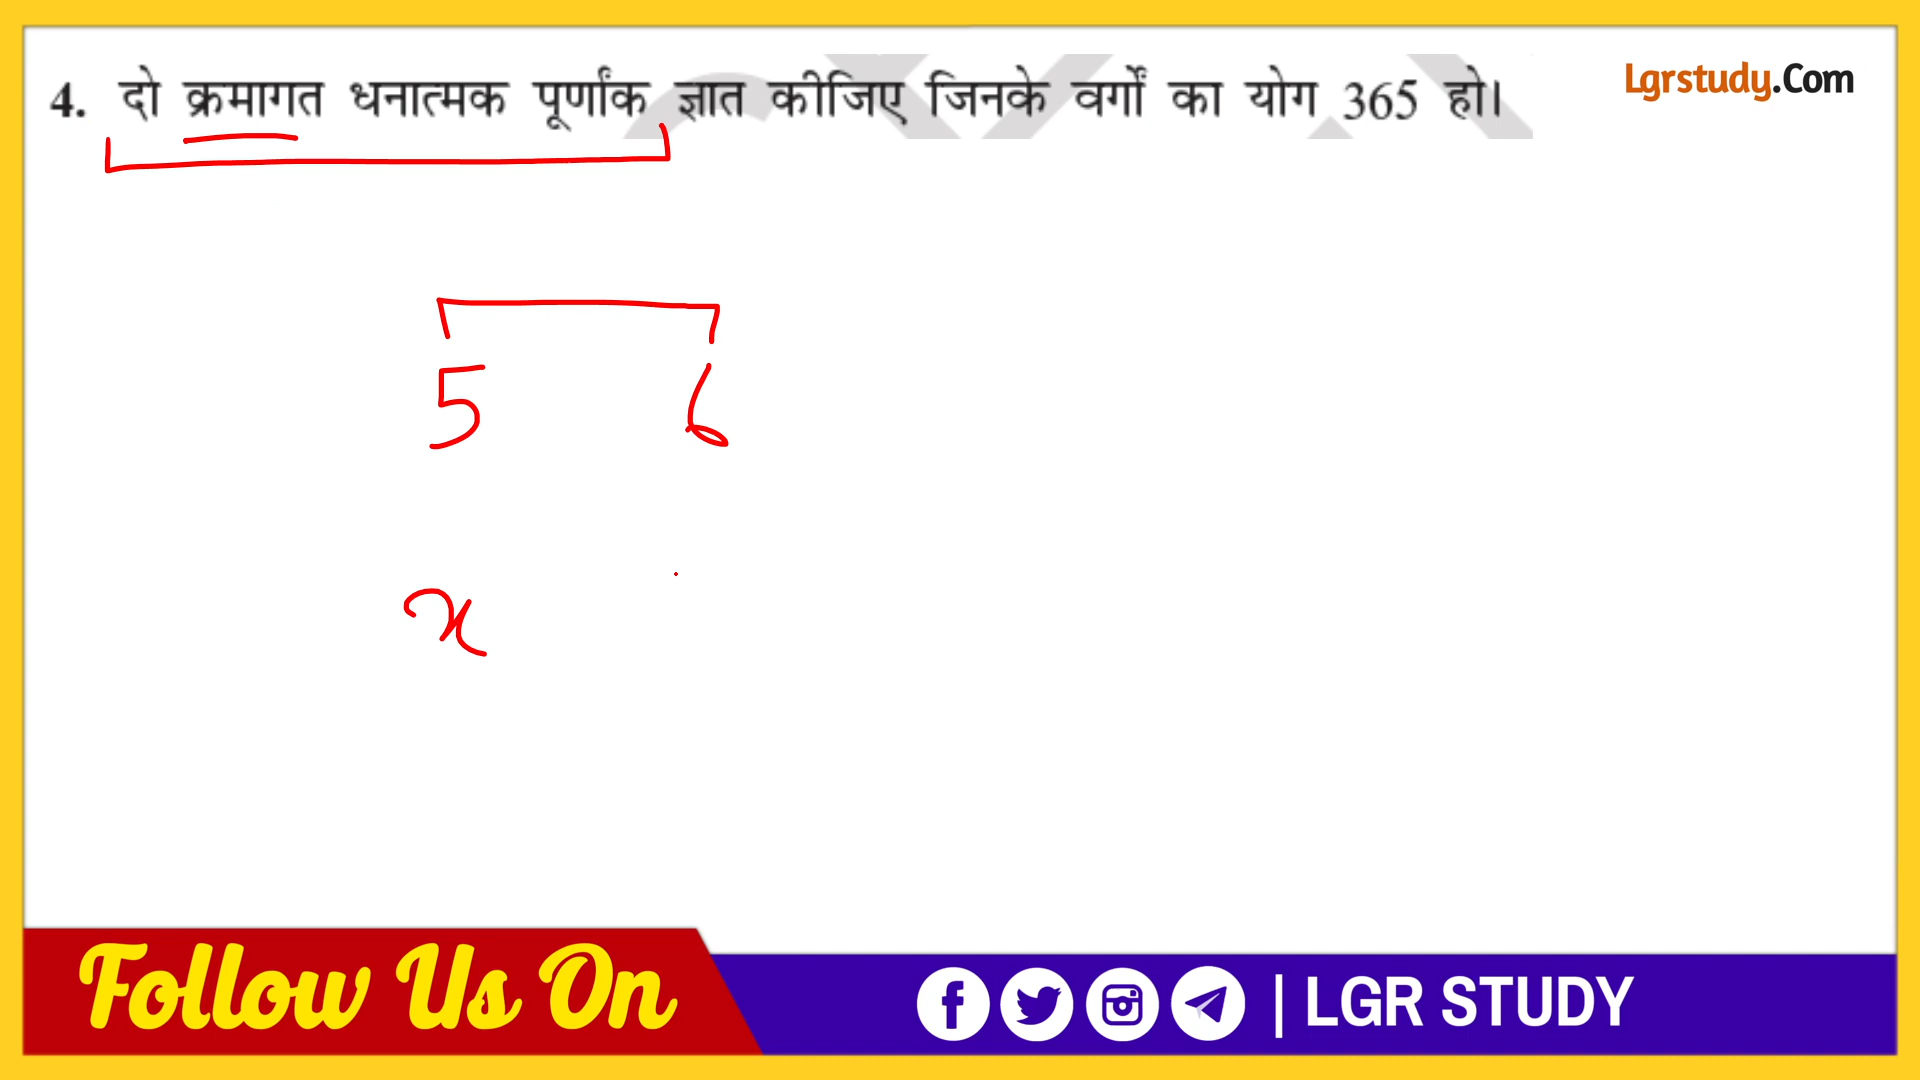 4. दो क्रमागत धनात्मक पूर्णांक ज्ञात कीजिए जिनके वर्गों का योग 365 हो।
Lgrstudy.Com
5 6
x
Follow Us On
| LGR STUDY